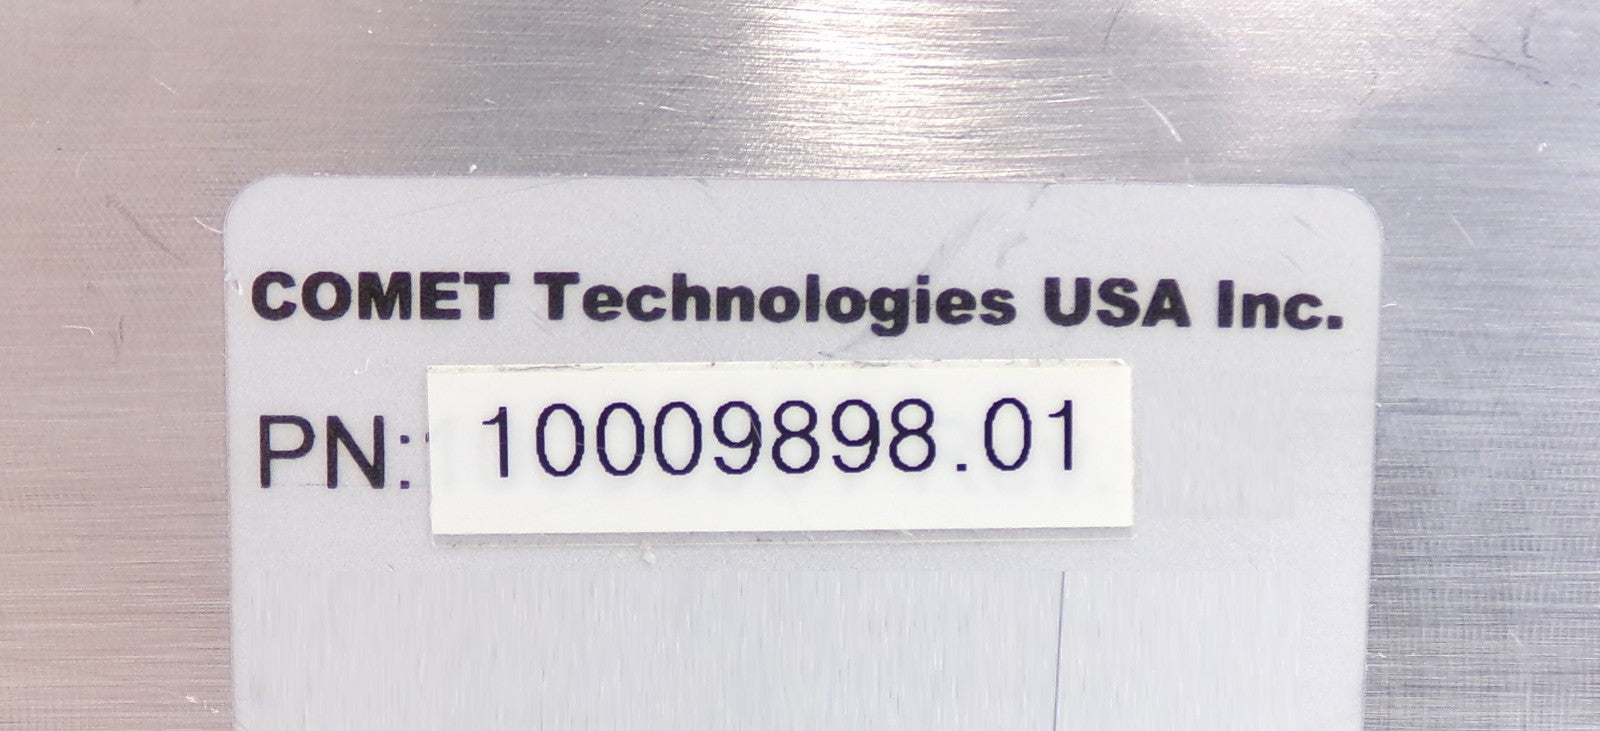 COMET Technologies USA Inc.
PN: 10009898.01